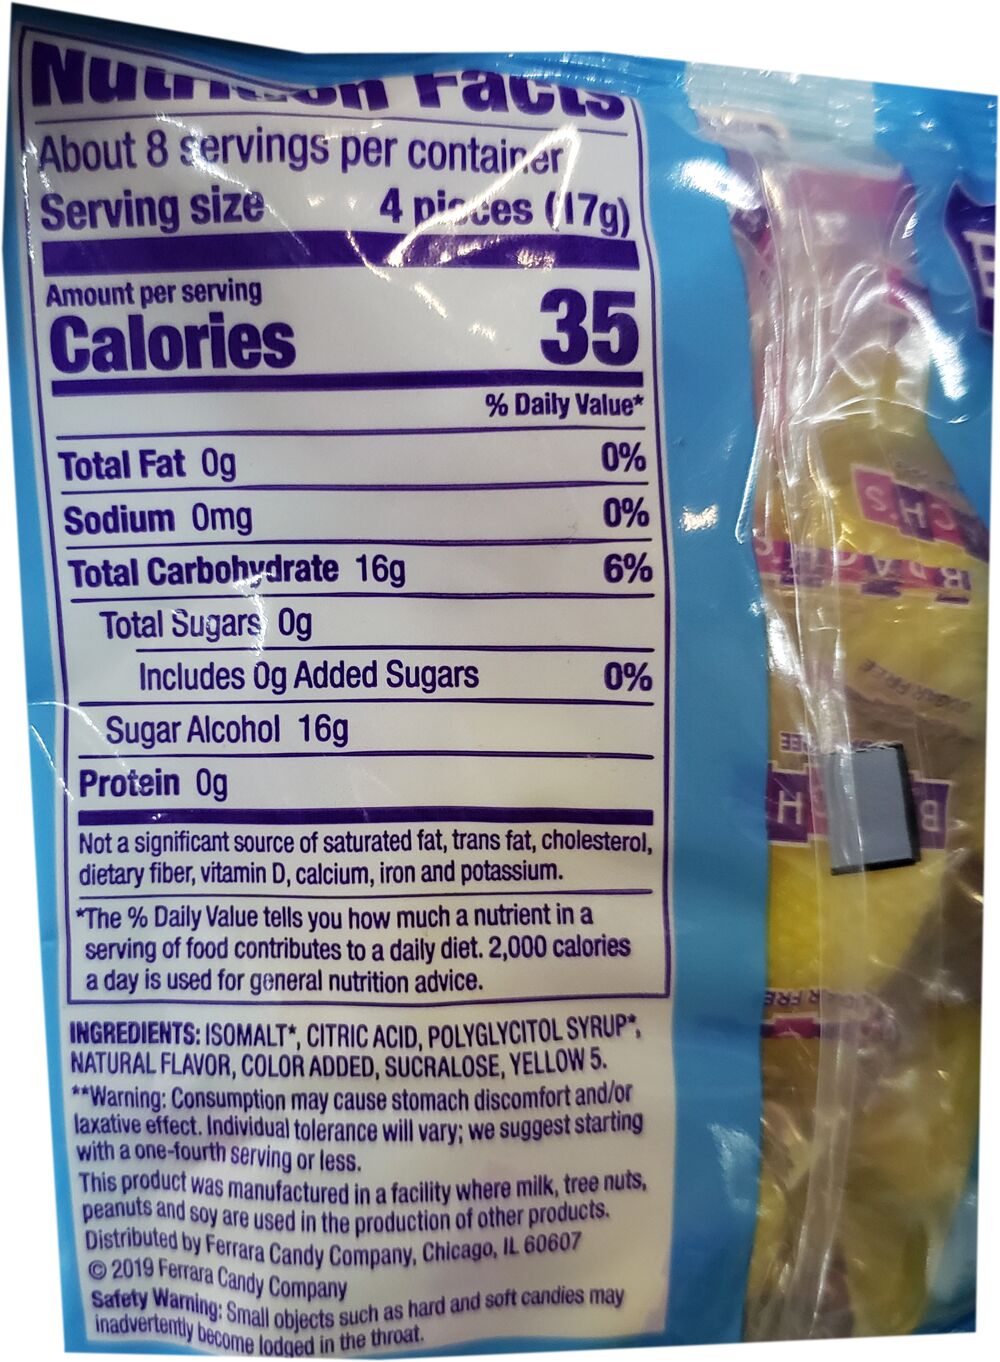 Nutrition Facts
About 8 servings per container
Serving size 4 pieces (17g)
Amount per serving
Calories 35
% Daily Value*
Total Fat 0g 0%
Sodium 0mg 0%
Total Carbohydrate 16g 6%
Total Sugars 0g
Includes 0g Added Sugars 0%
Sugar Alcohol 16g
Protein 0g
Not a significant source of saturated fat, trans fat, cholesterol,
dietary fiber, vitamin D, calcium, iron and potassium.
*The % Daily Value tells you how much a nutrient in a
serving of food contributes to a daily diet. 2,000 calories
a day is used for general nutrition advice.
INGREDIENTS: ISOMALT*, CITRIC ACID, POLYGLYCITOL SYRUP*,
NATURAL FLAVOR, COLOR ADDED, SUCRALOSE, YELLOW 5.
**Warning: Consumption may cause stomach discomfort and/or
laxative effect. Individual tolerance will vary; we suggest starting
with a one-fourth serving or less.
This product was manufactured in a facility where milk, tree nuts,
peanuts and soy are used in the production of other products.
Distributed by Ferrara Candy Company, Chicago, IL 60607
© 2019 Ferrara Candy Company
Safety Warning: Small objects such as hard and soft candies may
inadvertently become lodged in the throat.
SUGAR FREE